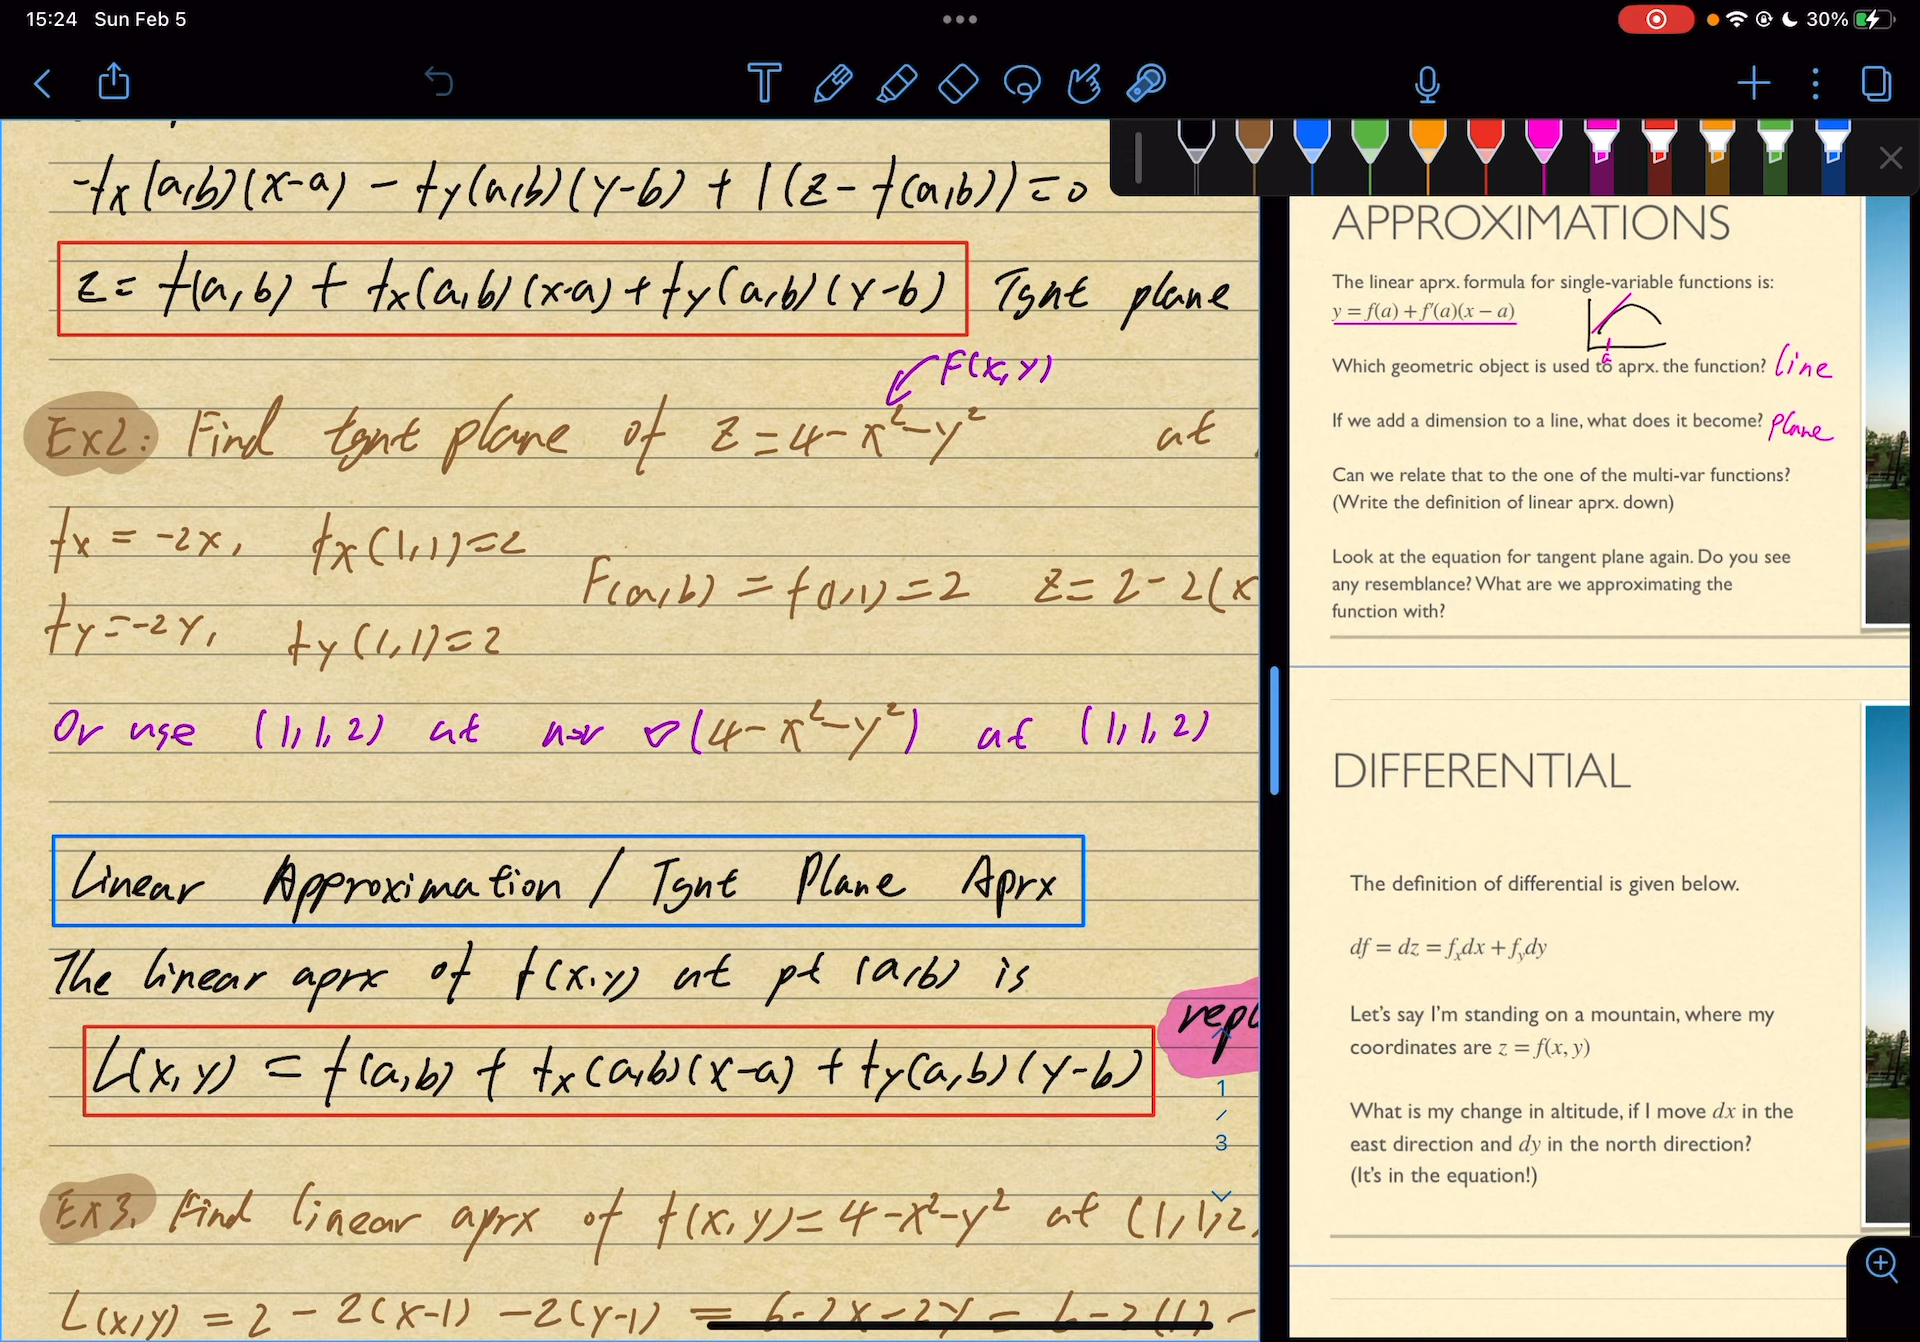 15:24 Sun Feb 5
30%
-fx(a,b)(x-a) - fy(a,b)(y-b) + 1(z-f(a,b))=0
z= f(a,b) + fx(a,b)(x-a)+fy(a,b)(y-b) Tgnt plane
F(x,y)
Ex2: Find tgnt plane of z=4-x²-y² at
fx = -2x, fx(1,1)=2
F(a,b) = f(1,1)=2 z= 2-2(x
fy=-2y, fy(1,1)=2
Or use (1,1,2) at nor ∇(4-x²-y²) at (1,1,2)
Linear Approximation / Tgnt Plane Aprx
The linear aprx of f(x,y) at pt (a,b) is
L(x,y) = f(a,b) + fx(a,b)(x-a) + fy(a,b)(y-b)
1
/
3
Ex3. Find linear aprx of f(x,y)=4-x²-y² at (1,1,2,
L(x,y) = 2 - 2(x-1) -2(y-1) = 6-2x-2y = 6-2(1) -
APPROXIMATIONS
The linear aprx. formula for single-variable functions is:
y = f(a) + f′(a)(x − a)
a
Which geometric object is used to aprx. the function? line
If we add a dimension to a line, what does it become? plane
Can we relate that to the one of the multi-var functions?
(Write the definition of linear aprx. down)
Look at the equation for tangent plane again. Do you see
any resemblance? What are we approximating the
function with?
DIFFERENTIAL
The definition of differential is given below.
df = dz = fₓdx + f_y dy
Let's say I'm standing on a mountain, where my
coordinates are z = f(x, y)
What is my change in altitude, if I move dx in the
east direction and dy in the north direction?
(It's in the equation!)